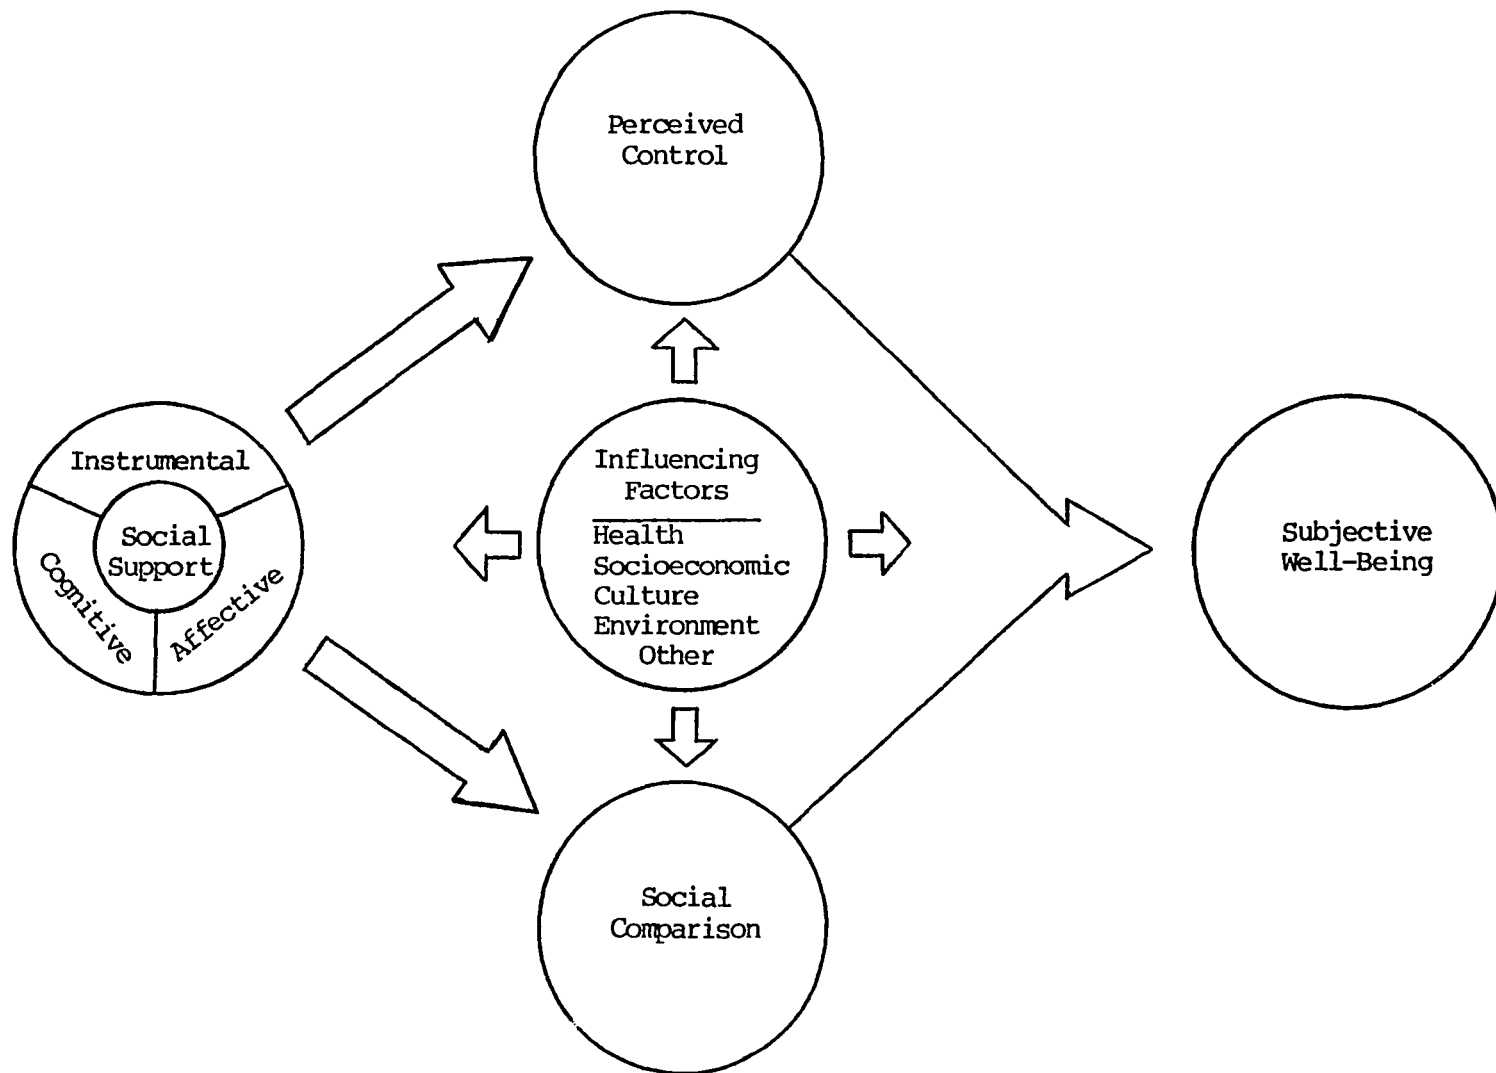 Perceived
Control
Instrumental
Social
Support
Cognitive
Affective
Influencing
Factors
Health
Socioeconomic
Culture
Environment
Other
Subjective
Well-Being
Social
Comparison